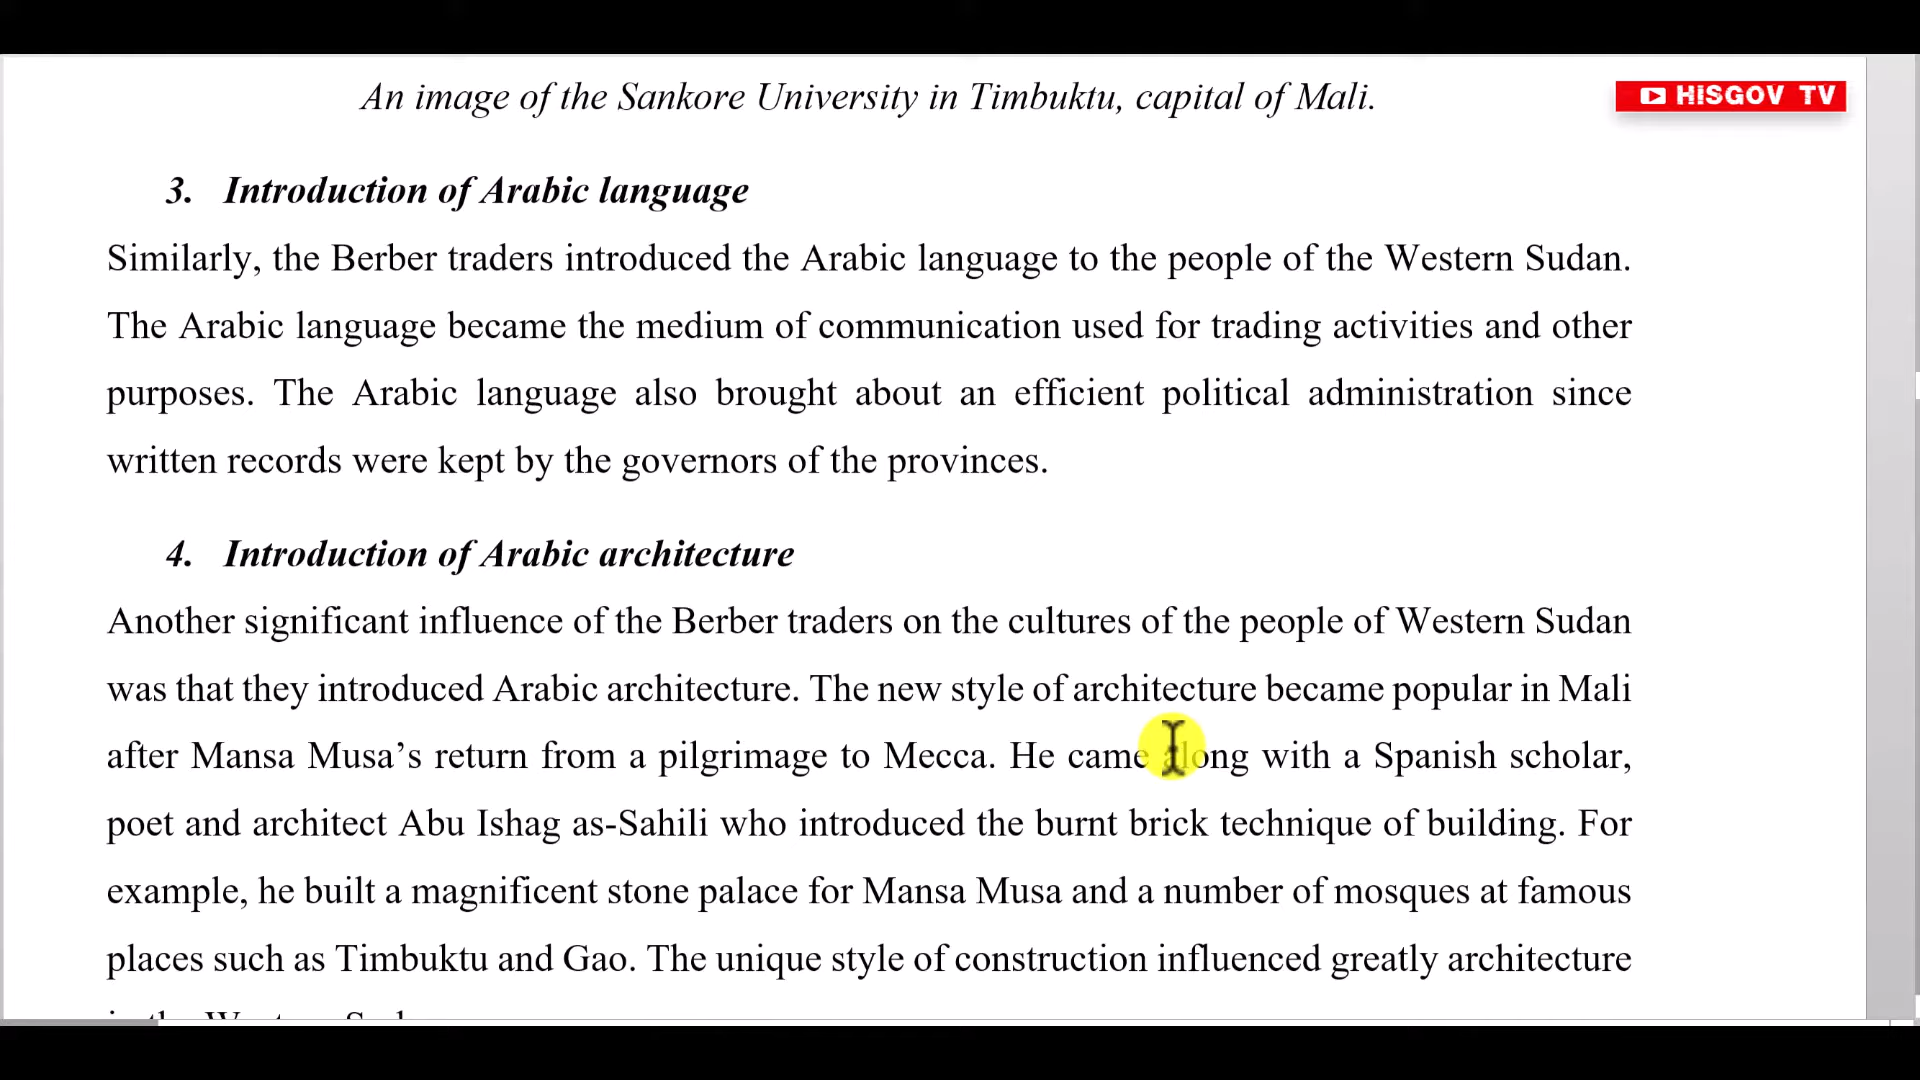 An image of the Sankore University in Timbuktu, capital of Mali.
HISGOV TV
3. Introduction of Arabic language
Similarly, the Berber traders introduced the Arabic language to the people of the Western Sudan.
The Arabic language became the medium of communication used for trading activities and other
purposes. The Arabic language also brought about an efficient political administration since
written records were kept by the governors of the provinces.
4. Introduction of Arabic architecture
Another significant influence of the Berber traders on the cultures of the people of Western Sudan
was that they introduced Arabic architecture. The new style of architecture became popular in Mali
after Mansa Musa’s return from a pilgrimage to Mecca. He came along with a Spanish scholar,
poet and architect Abu Ishag as-Sahili who introduced the burnt brick technique of building. For
example, he built a magnificent stone palace for Mansa Musa and a number of mosques at famous
places such as Timbuktu and Gao. The unique style of construction influenced greatly architecture